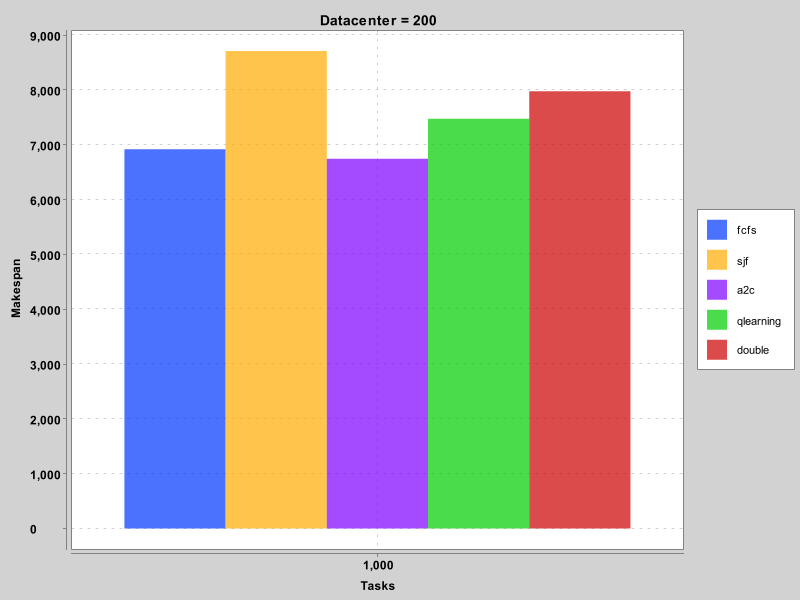 Datacenter = 200
9,000
8,000
7,000
6,000
5,000
4,000
3,000
2,000
1,000
0
Makespan
1,000
Tasks
fcfs
sjf
a2c
qlearning
double